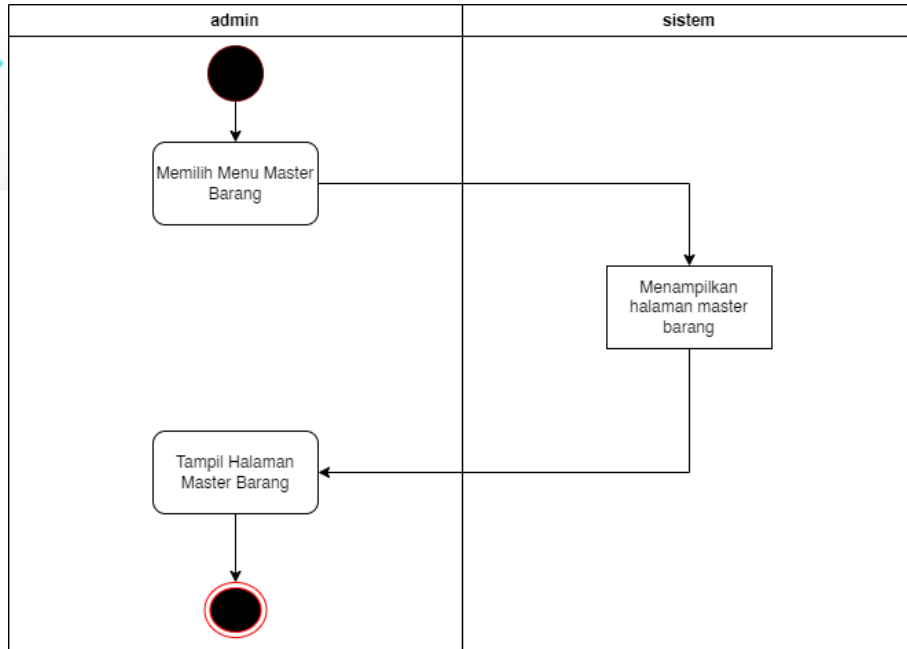 admin
sistem
Memilih Menu Master
Barang
Menampilkan
halaman master
barang
Tampil Halaman
Master Barang